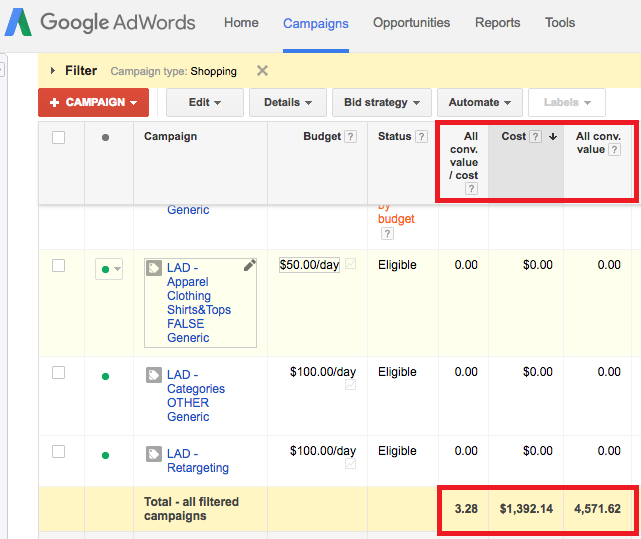 Google AdWords
Home
Campaigns
Opportunities
Reports
Tools
Filter Campaign type: Shopping
+ CAMPAIGN
Edit
Details
Bid strategy
Automate
Labels
Campaign
Budget ?
Status ?
All
conv.
value
/ cost
?
Cost ?
All conv.
value ?
Generic
by
budget
?
LAD -
Apparel
Clothing
Shirts&Tops
FALSE
Generic
$50.00/day
Eligible
0.00
$0.00
0.00
LAD -
Categories
OTHER
Generic
$100.00/day
Eligible
0.00
$0.00
0.00
LAD -
Retargeting
$100.00/day
Eligible
0.00
$0.00
0.00
Total - all filtered
campaigns
3.28
$1,392.14
4,571.62